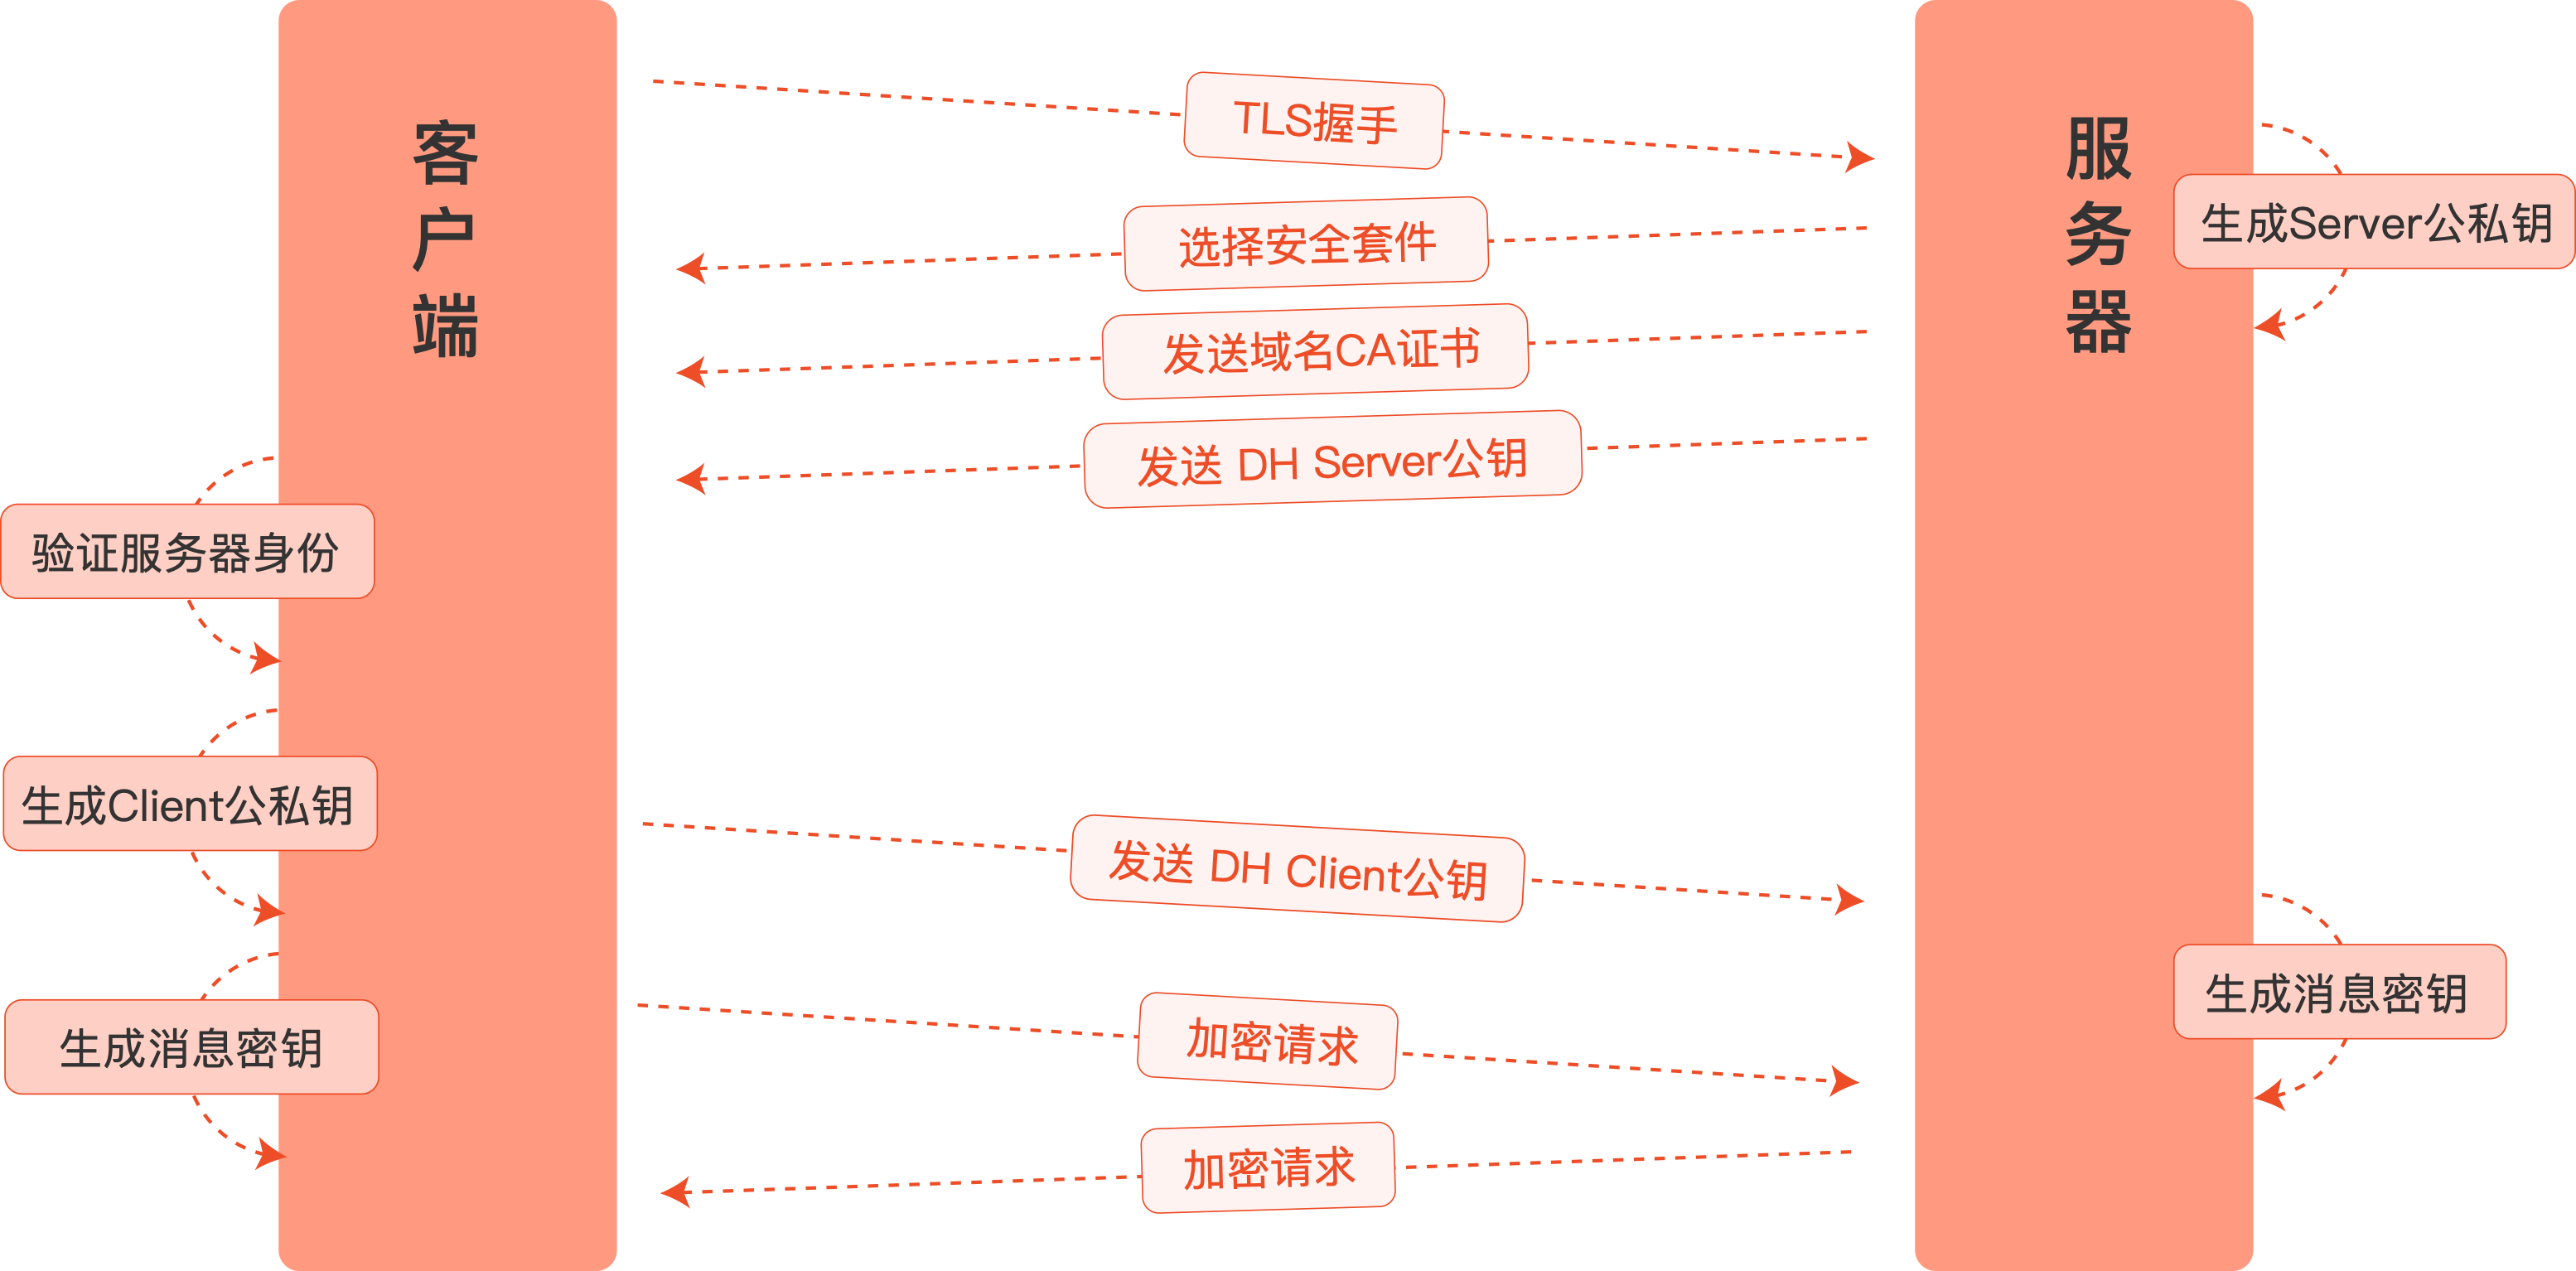 客户端
服务器
TLS握手
生成Server公私钥
选择安全套件
发送域名CA证书
发送 DH Server公钥
验证服务器身份
生成Client公私钥
发送 DH Client公钥
生成消息密钥
生成消息密钥
加密请求
加密请求